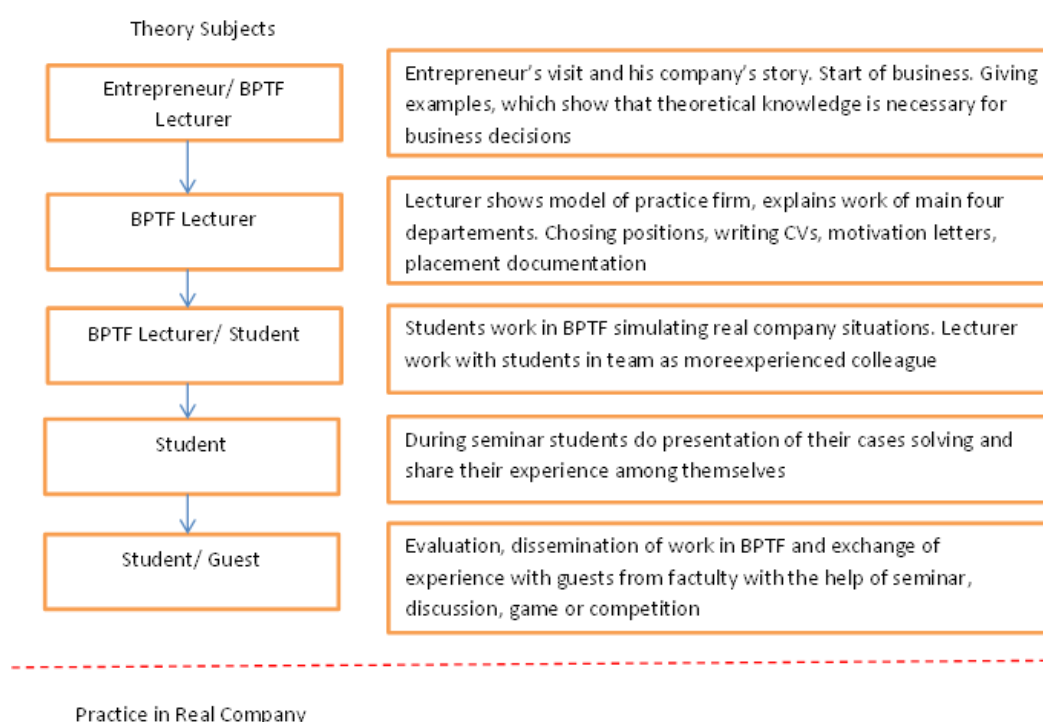 Theory Subjects
Entrepreneur/ BPTF
Lecturer
Entrepreneur's visit and his company's story. Start of business. Giving
examples, which show that theoretical knowledge is necessary for
business decisions
BPTF Lecturer
Lecturer shows model of practice firm, explains work of main four
departements. Chosing positions, writing CVs, motivation letters,
placement documentation
BPTF Lecturer/ Student
Students work in BPTF simulating real company situations. Lecturer
work with students in team as moreexperienced colleague
Student
During seminar students do presentation of their cases solving and
share their experience among themselves
Student/ Guest
Evaluation, dissemination of work in BPTF and exchange of
experience with guests from factulty with the help of seminar,
discussion, game or competition
Practice in Real Company